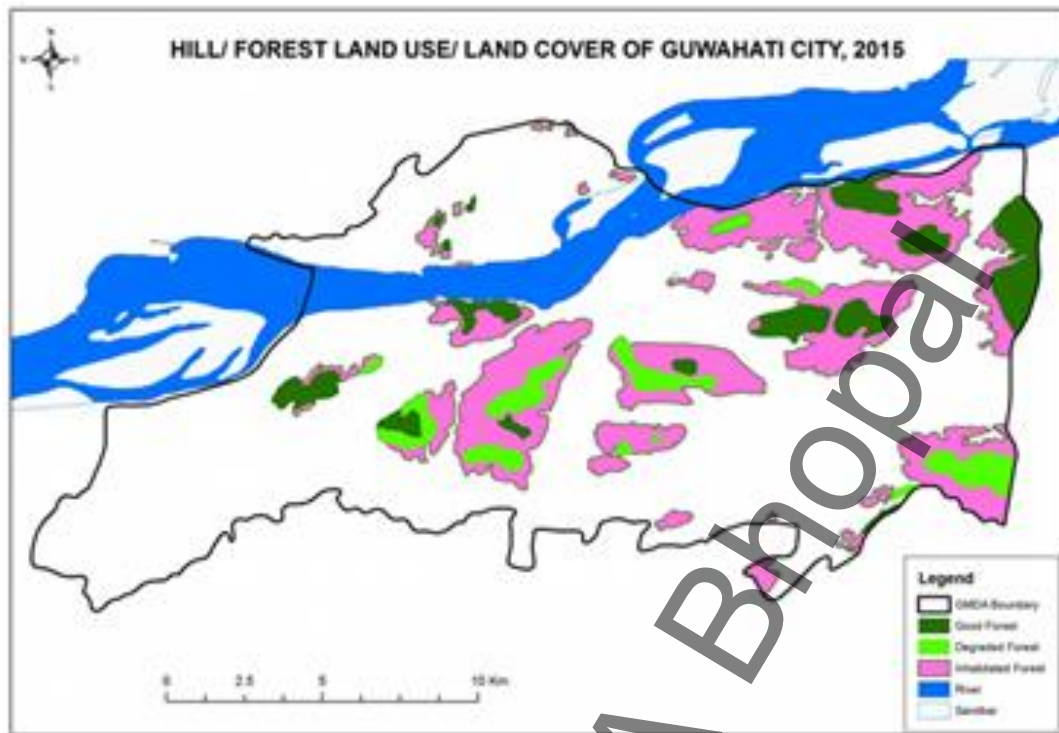 HILL/ FOREST LAND USE/ LAND COVER OF GUWAHATI CITY, 2015
N
0 2.5 5 10 Km
Legend
GMDA Boundary
Good Forest
Degraded Forest
Inhabitated Forest
River
Sandbar
Bhopal